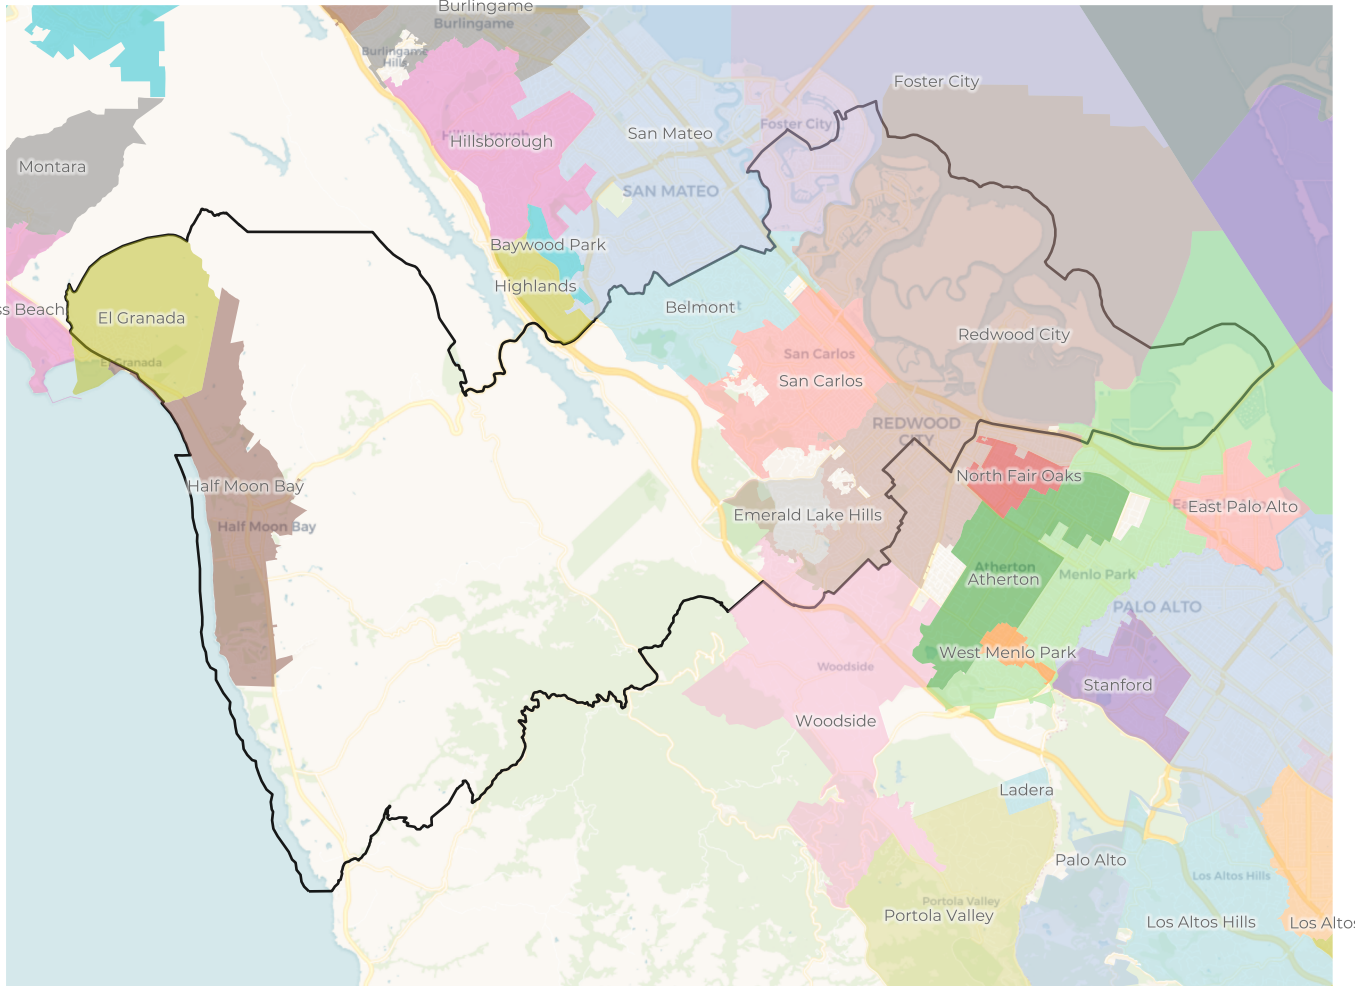 Burlingame
Burlingame
Burlingame
Hills
Foster City
Hillsborough
Hillsborough
San Mateo
Foster City
Montara
SAN MATEO
Baywood Park
Highlands
ss Beach
El Granada
Belmont
Redwood City
San Carlos
San Carlos
El Granada
REDWOOD
CITY
North Fair Oaks
Half Moon Bay
Half Moon Bay
Emerald Lake Hills
East Palo Alto
Atherton
Atherton
Menlo Park
PALO ALTO
West Menlo Park
Woodside
Stanford
Woodside
Ladera
Palo Alto
Los Altos Hills
Portola Valley
Portola Valley
Los Altos Hills
Los Altos